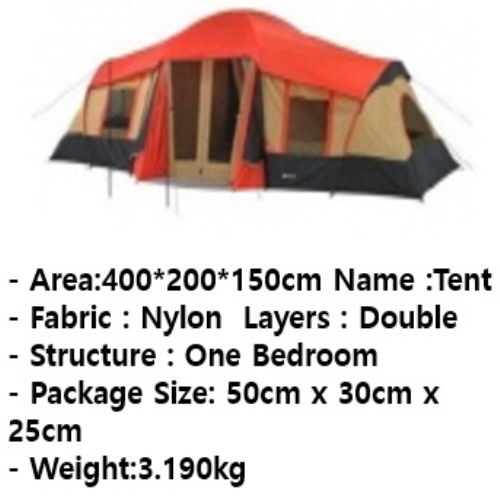 - Area:400*200*150cm Name :Tent
- Fabric : Nylon  Layers : Double
- Structure : One Bedroom
- Package Size: 50cm x 30cm x
25cm
- Weight:3.190kg